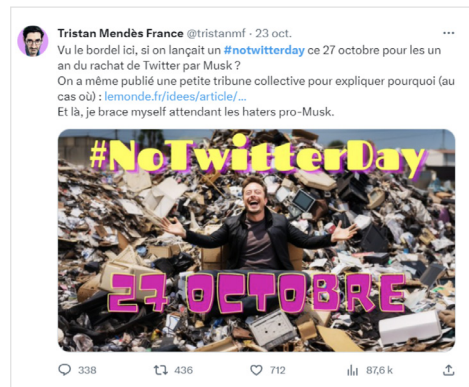 Tristan Mendès France @tristanmf · 23 oct.
Vu le bordel ici, si on lançait un #notwitterday ce 27 octobre pour les un
an du rachat de Twitter par Musk ?
On a même publié une petite tribune collective pour expliquer pourquoi (au
cas où) : lemonde.fr/idees/article/...
Et là, je brace myself attendant les haters pro-Musk.
#NoTwitterDay
27 OCTOBRE
338 436 712 87,6 k